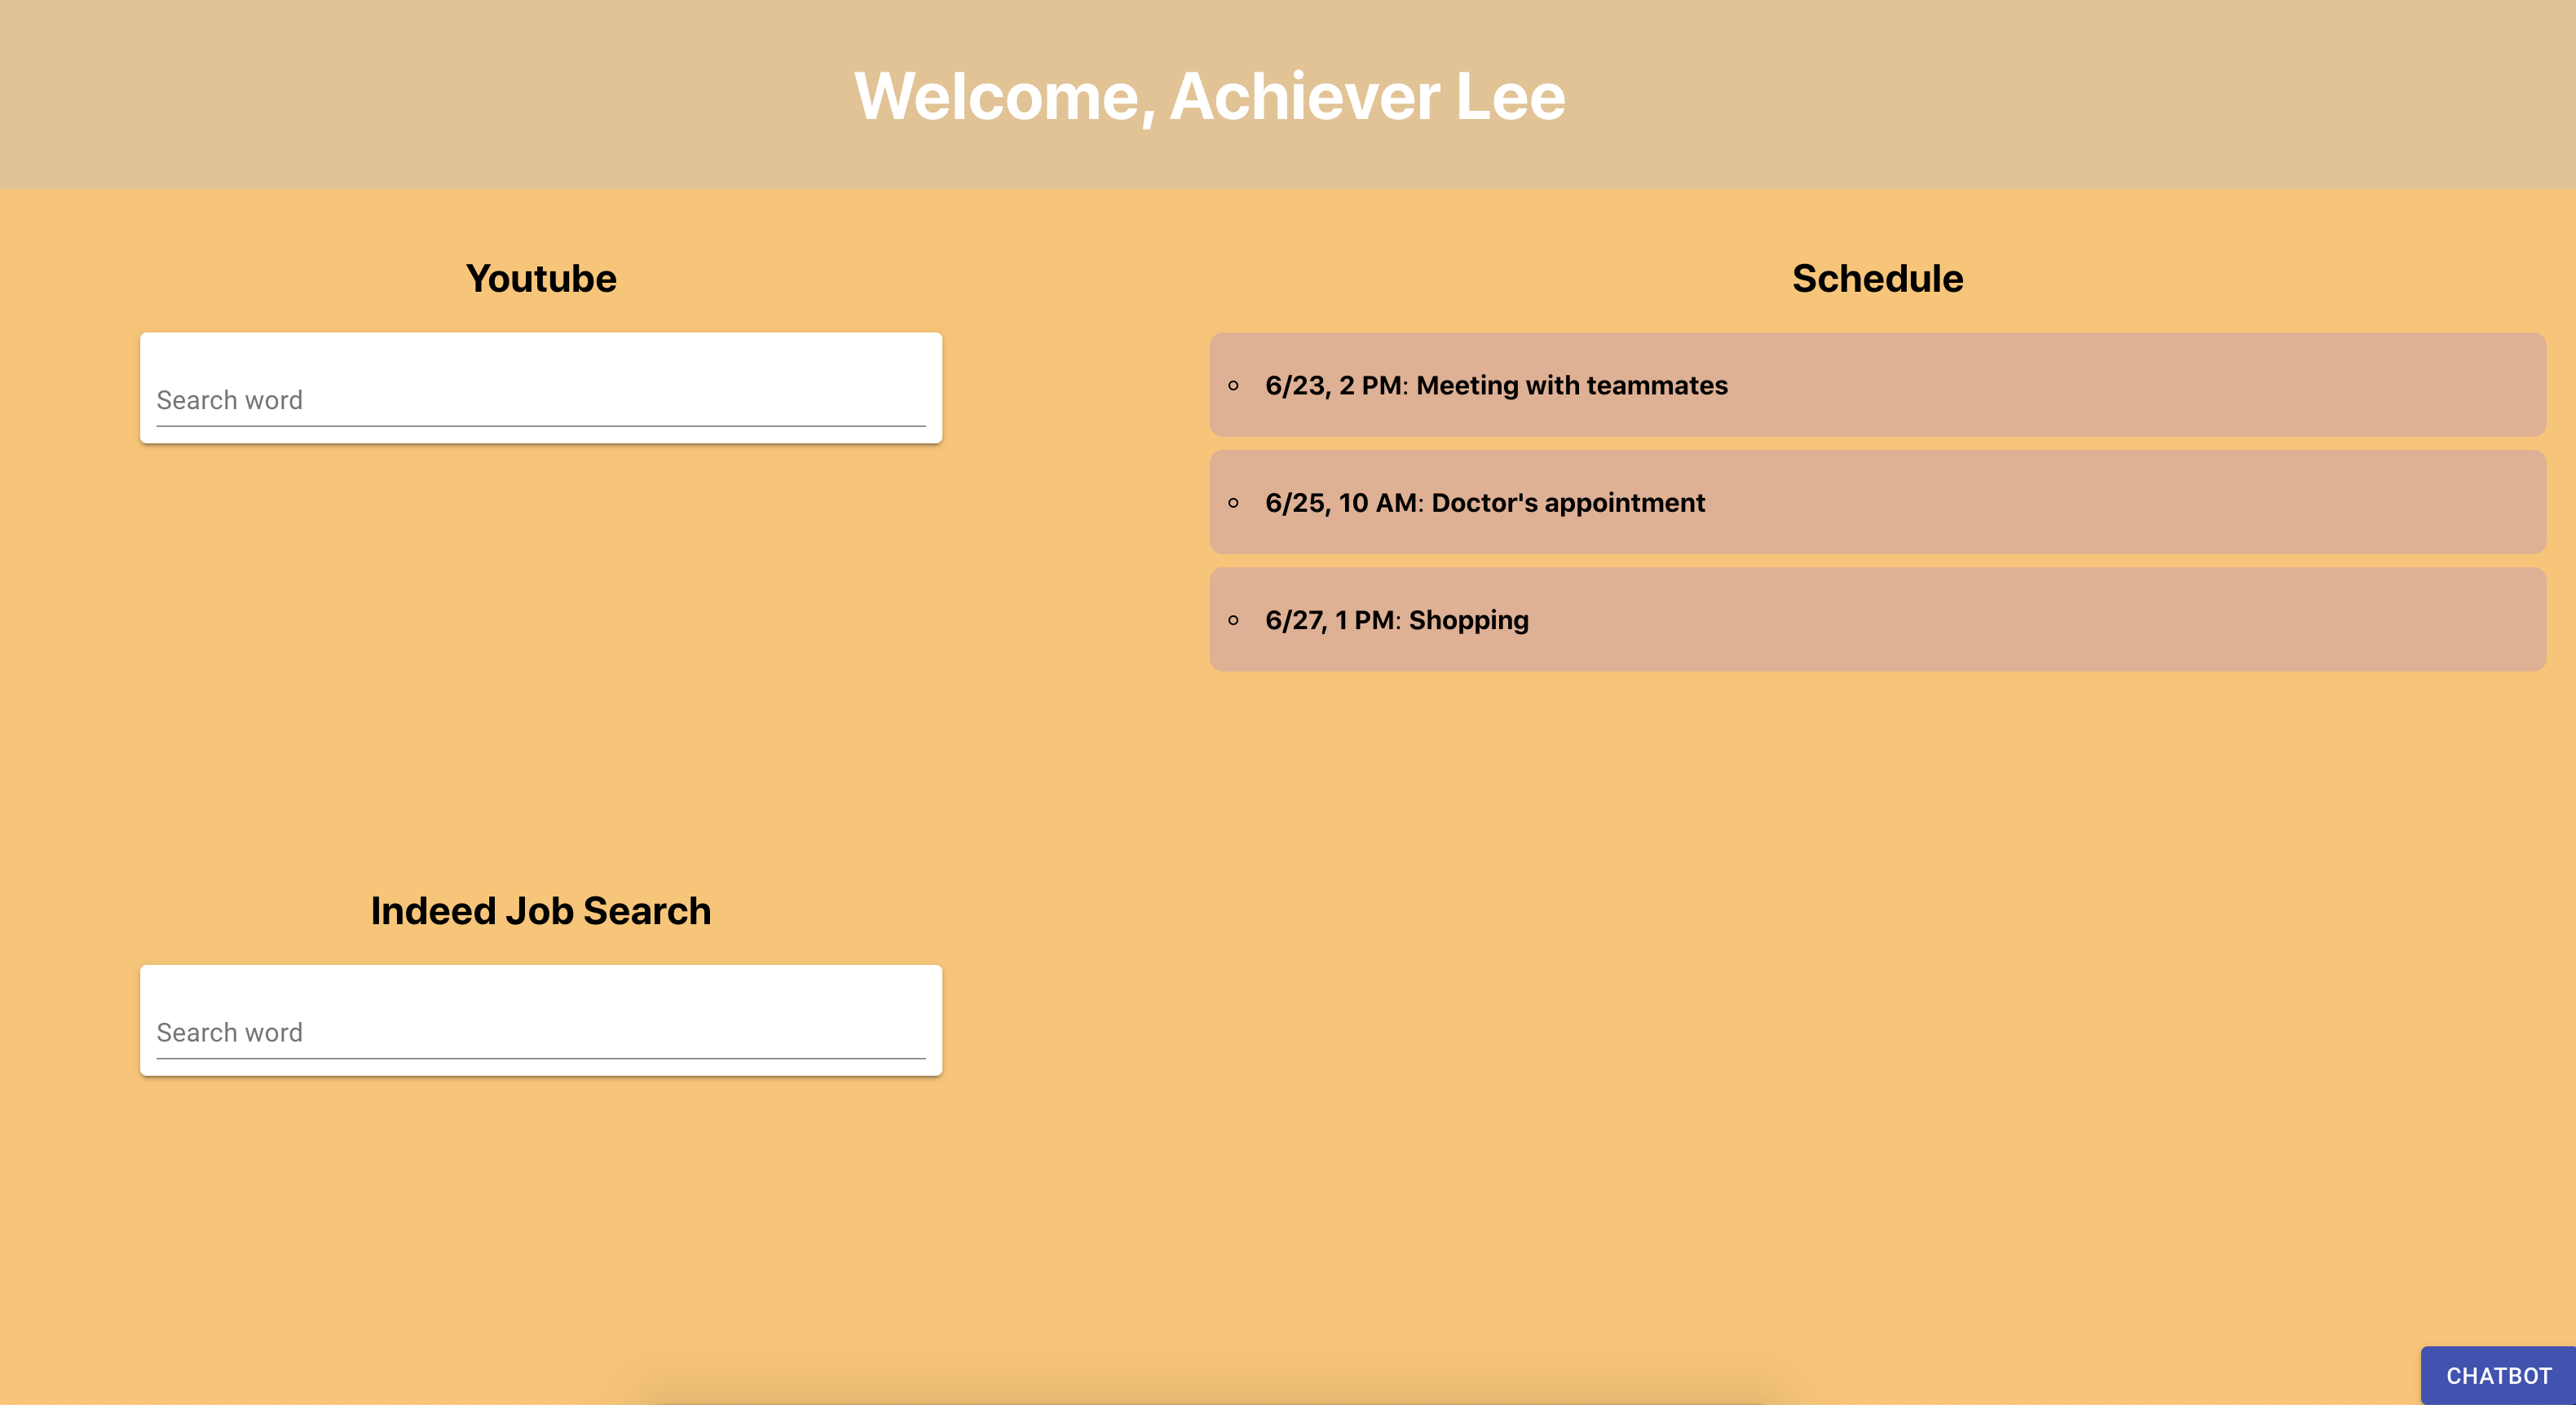 Welcome, Achiever Lee
Youtube
Search word
Schedule
6/23, 2 PM: Meeting with teammates
6/25, 10 AM: Doctor's appointment
6/27, 1 PM: Shopping
Indeed Job Search
Search word
CHATBOT